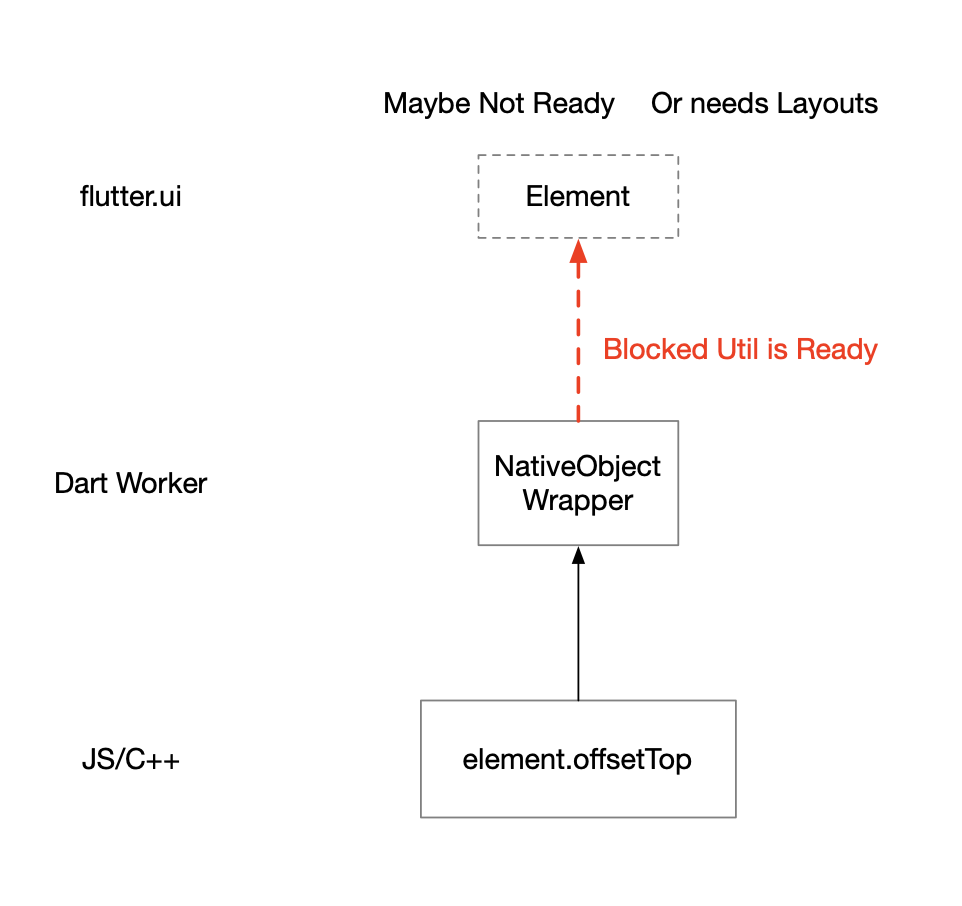 Maybe Not Ready Or needs Layouts
flutter.ui
Element
Blocked Util is Ready
NativeObject
Wrapper
Dart Worker
JS/C++
element.offsetTop